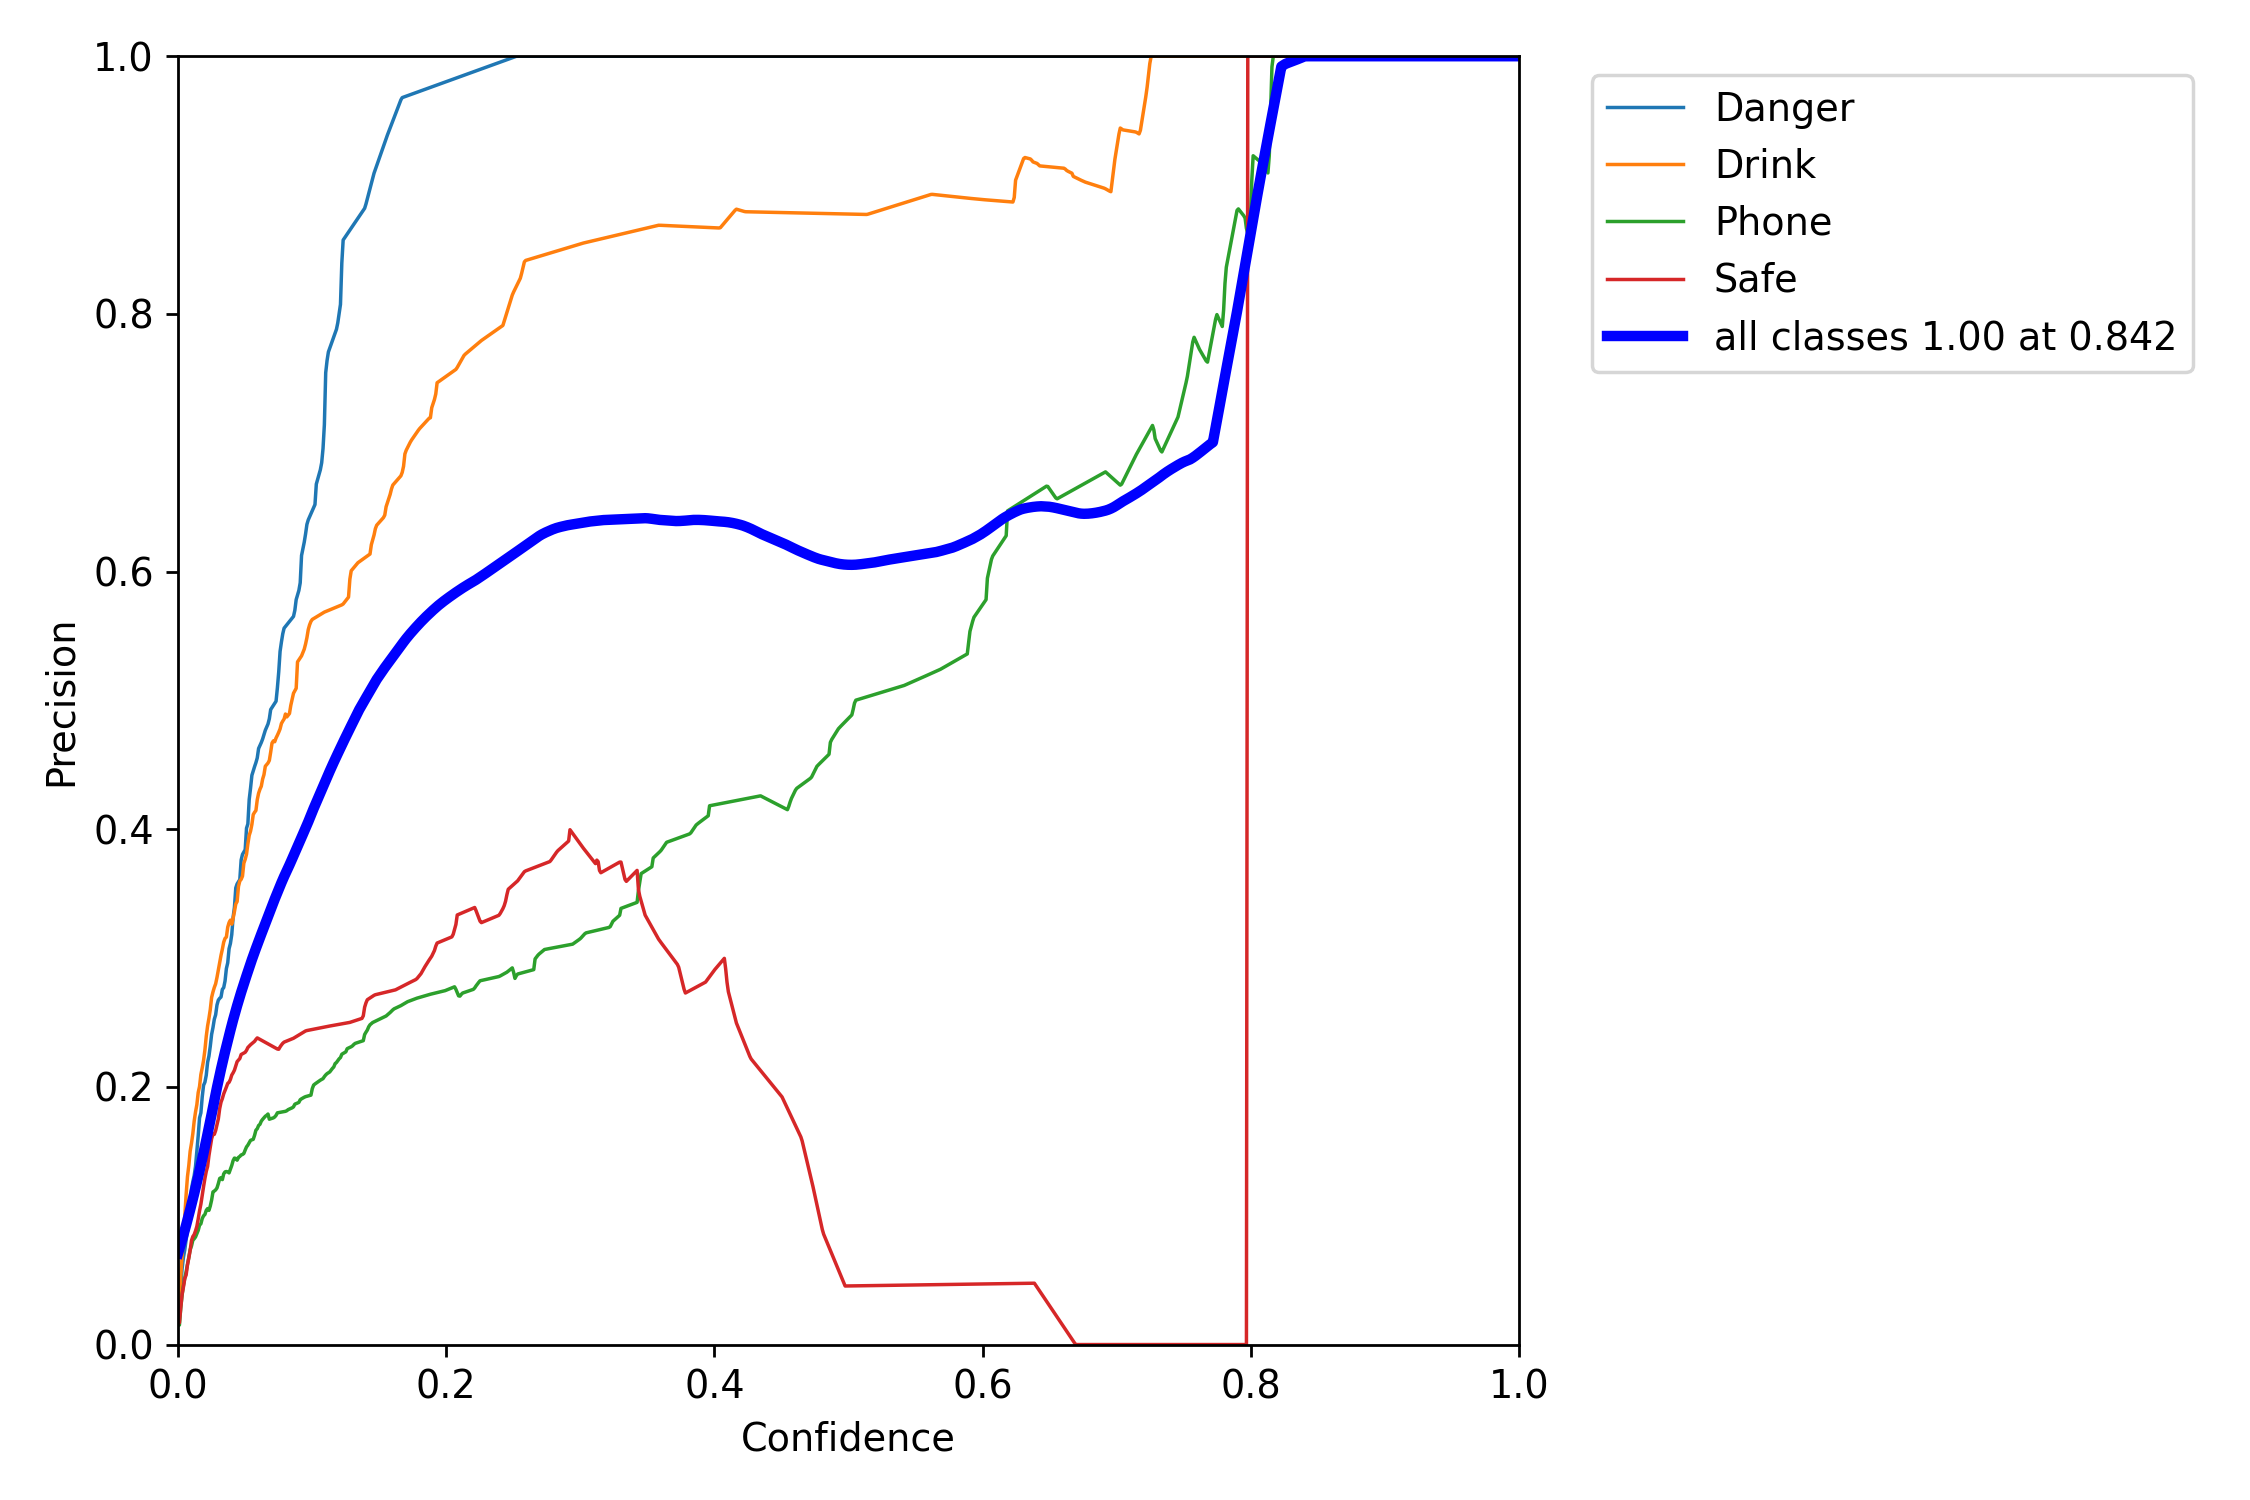 1.0
0.8
0.6
0.4
0.2
0.0
Precision
0.0 0.2 0.4 0.6 0.8 1.0
Confidence
Danger
Drink
Phone
Safe
all classes 1.00 at 0.842